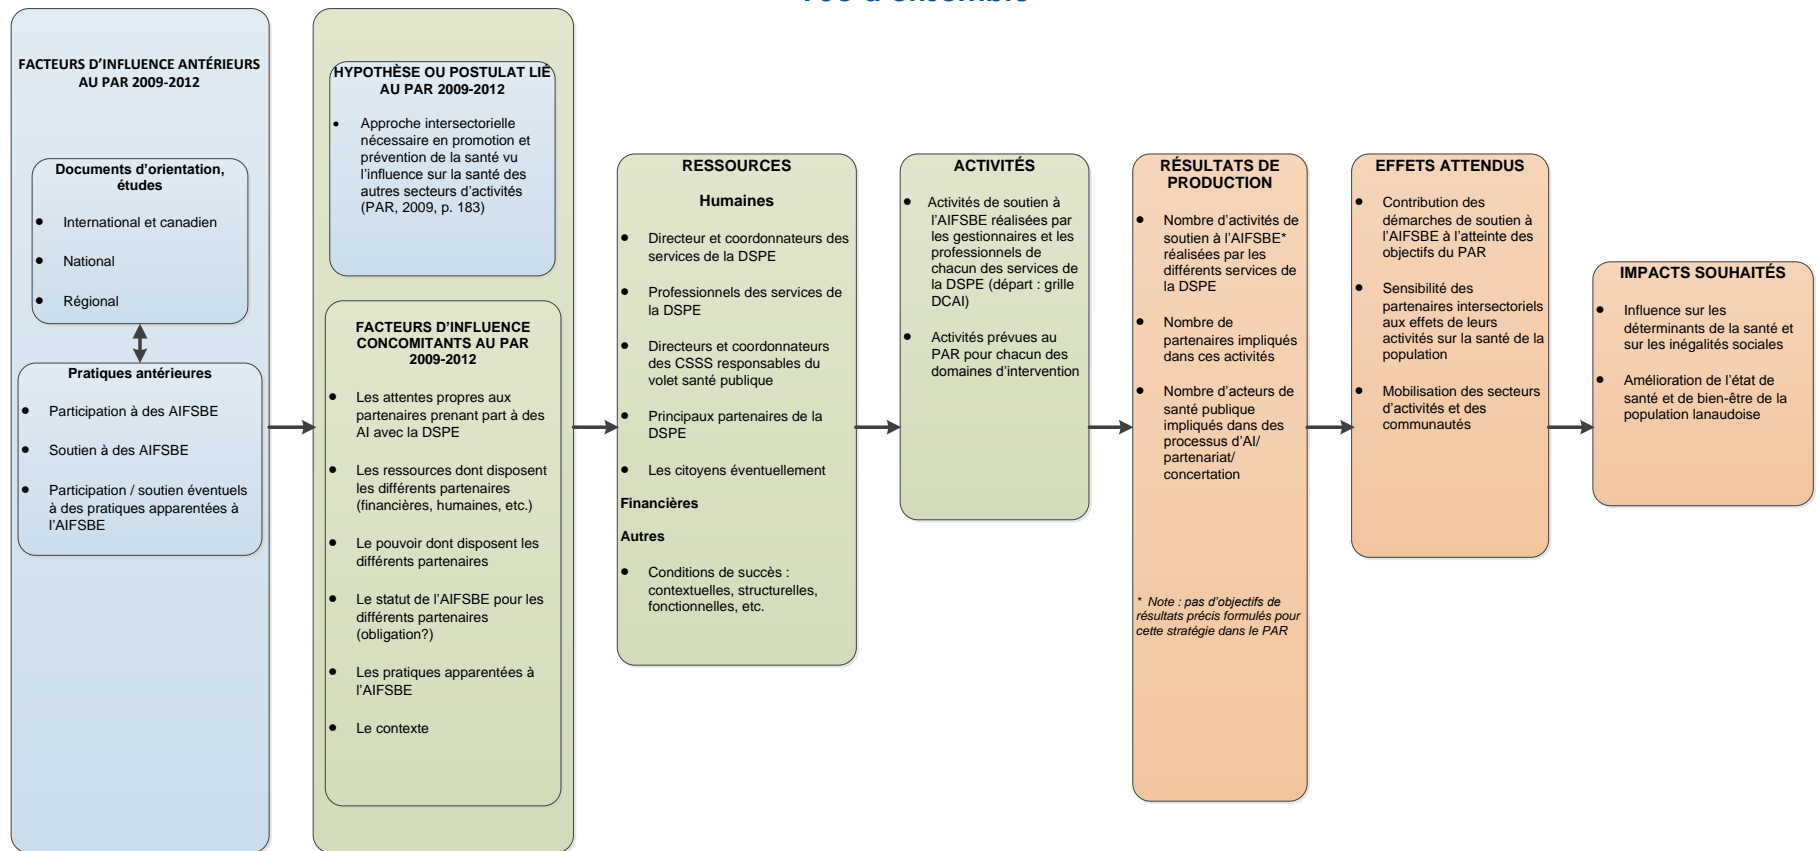 FACTEURS D'INFLUENCE ANTÉRIEURS
AU PAR 2009-2012
Documents d'orientation,
études
• International et canadien
• National
• Régional
Pratiques antérieures
• Participation à des AIFSBE
• Soutien à des AIFSBE
• Participation / soutien éventuels
à des pratiques apparentées à
l'AIFSBE
HYPOTHÈSE OU POSTULAT LIÉ
AU PAR 2009-2012
• Approche intersectorielle
nécessaire en promotion et
prévention de la santé vu
l'influence sur la santé des
autres secteurs d'activités
(PAR, 2009, p. 183)
FACTEURS D'INFLUENCE
CONCOMITANTS AU PAR
2009-2012
• Les attentes propres aux
partenaires prenant part à des
AI avec la DSPE
• Les ressources dont disposent
les différents partenaires
(financières, humaines, etc.)
• Le pouvoir dont disposent les
différents partenaires
• Le statut de l'AIFSBE pour les
différents partenaires
(obligation?)
• Les pratiques apparentées à
l'AIFSBE
• Le contexte
RESSOURCES
Humaines
• Directeur et coordonnateurs des
services de la DSPE
• Professionnels des services de
la DSPE
• Directeurs et coordonnateurs
des CSSS responsables du
volet santé publique
• Principaux partenaires de la
DSPE
• Les citoyens éventuellement
Financières
Autres
• Conditions de succès :
contextuelles, structurelles,
fonctionnelles, etc.
ACTIVITÉS
• Activités de soutien à
l'AIFSBE réalisées par
les gestionnaires et les
professionnels de
chacun des services de
la DSPE (départ : grille
DCAI)
• Activités prévues au
PAR pour chacun des
domaines d'intervention
RÉSULTATS DE
PRODUCTION
• Nombre d'activités de
soutien à l'AIFSBE*
réalisées par les
différents services de
la DSPE
• Nombre de
partenaires impliqués
dans ces activités
• Nombre d'acteurs de
santé publique
impliqués dans des
processus d'AI/
partenariat/
concertation
* Note : pas d'objectifs de
résultats précis formulés pour
cette stratégie dans le PAR
EFFETS ATTENDUS
• Contribution des
démarches de soutien à
l'AIFSBE à l'atteinte des
objectifs du PAR
• Sensibilité des
partenaires intersectoriels
aux effets de leurs
activités sur la santé de la
population
• Mobilisation des secteurs
d'activités et des
communautés
IMPACTS SOUHAITÉS
• Influence sur les
déterminants de la santé et
sur les inégalités sociales
• Amélioration de l'état de
santé et de bien-être de la
population lanaudoise